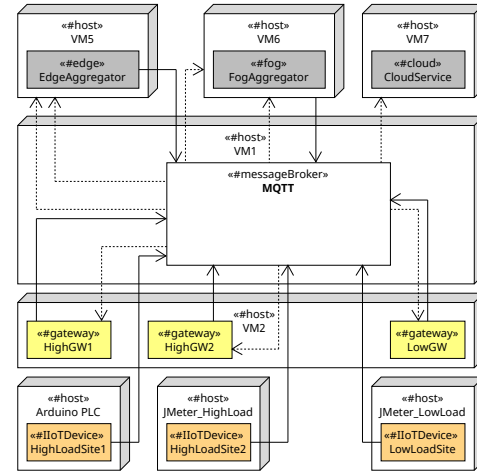 «#host»
VM5
«#edge»
EdgeAggregator
«#host»
VM6
«#fog»
FogAggregator
«#host»
VM7
«#cloud»
CloudService
«#host»
VM1
«#messageBroker»
MQTT
«#host»
VM2
«#gateway»
HighGW1
«#gateway»
HighGW2
«#gateway»
LowGW
«#host»
Arduino PLC
«#IIoTDevice»
HighLoadSite1
«#host»
JMeter_HighLoad
«#IIoTDevice»
HighLoadSite2
«#host»
JMeter_LowLoad
«#IIoTDevice»
LowLoadSite